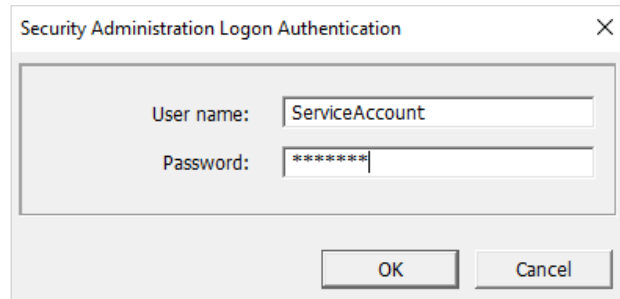 Security Administration Logon Authentication
User name: ServiceAccount
Password: *******
OK Cancel